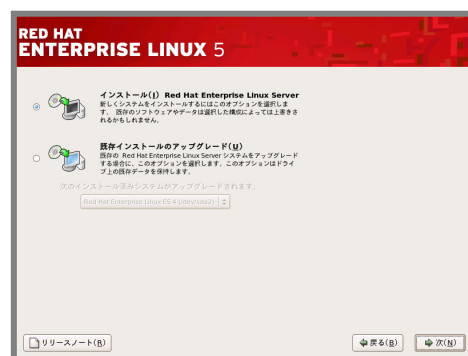 RED HAT
ENTERPRISE LINUX 5
インストール(I) Red Hat Enterprise Linux Server
新しくシステムをインストールするにはこのオプションを選択しま
す。 既存のソフトウェアやデータは選択した構成によっては上書きさ
れるかもしれません。
既存インストールのアップグレード(U)
既存の Red Hat Enterprise Linux Server システムをアップグレード
する場合に、このオプションを選択します。このオプションはドライ
ブ上の既存データを保持します。
次のインストール済みシステムがアップグレードされます。
Red Hat Enterprise Linux ES 4 (/dev/sda2)
リリースノート(R)
戻る(B)
次(N)